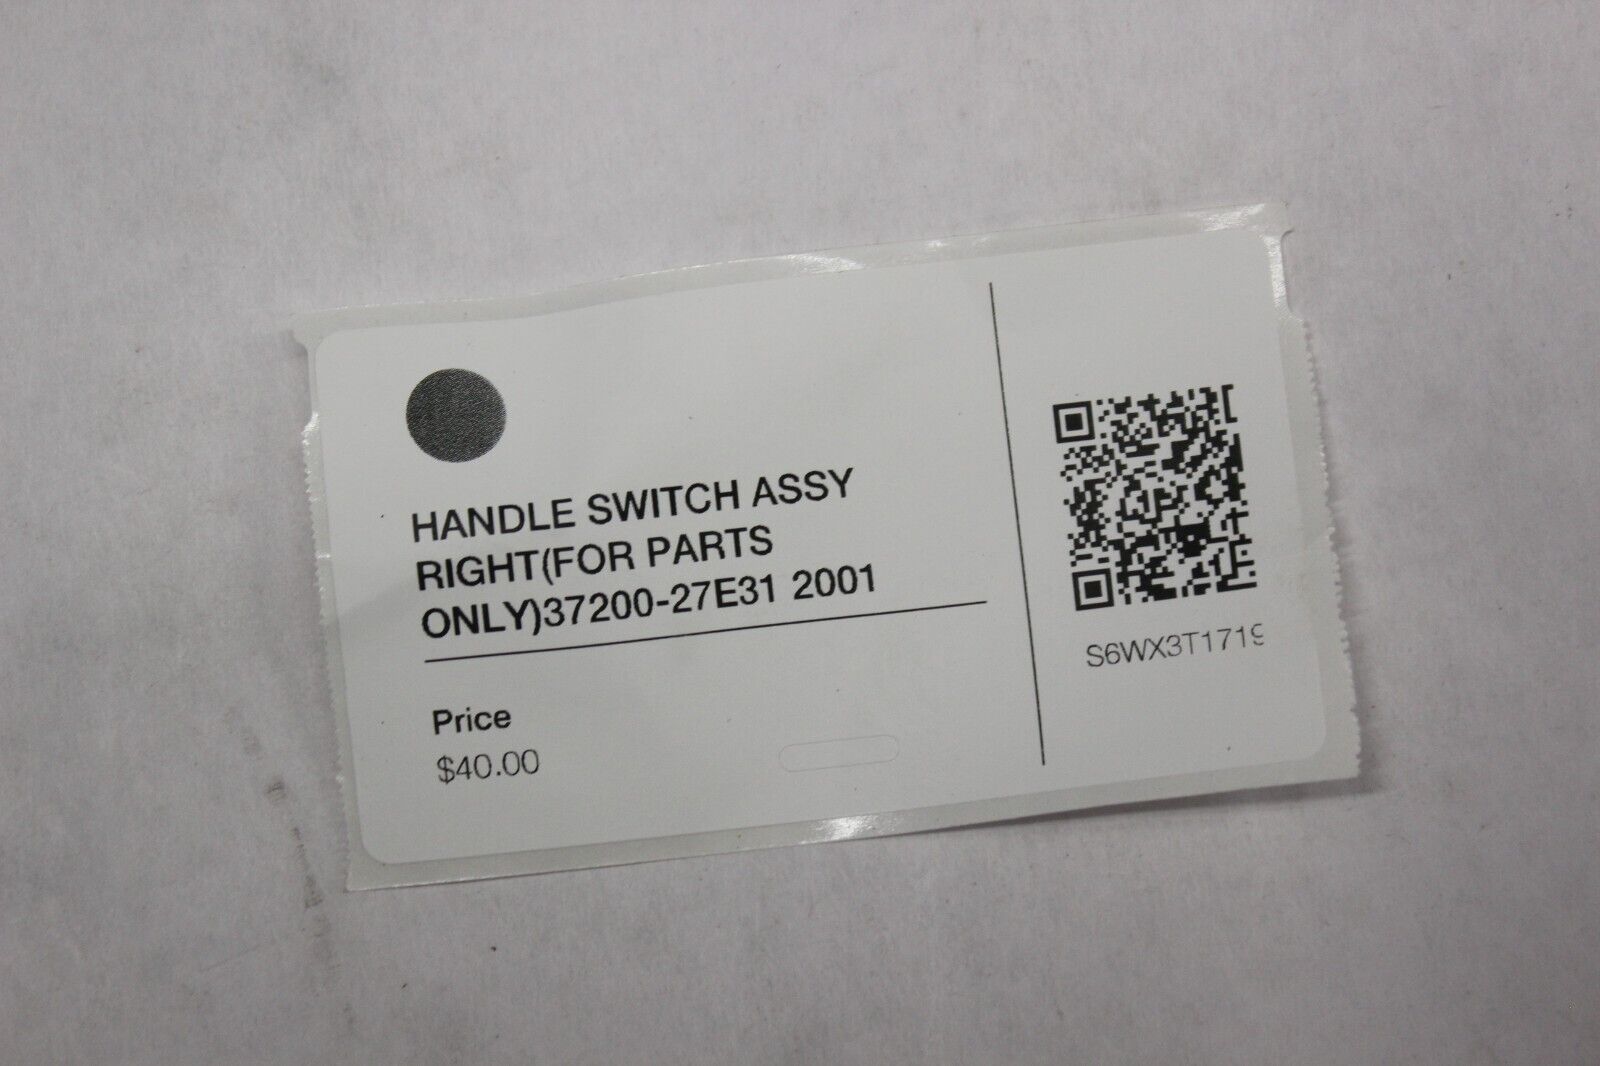 HANDLE SWITCH ASSY
RIGHT(FOR PARTS
ONLY)37200-27E31 2001
Price
$40.00
S6WX3T1719